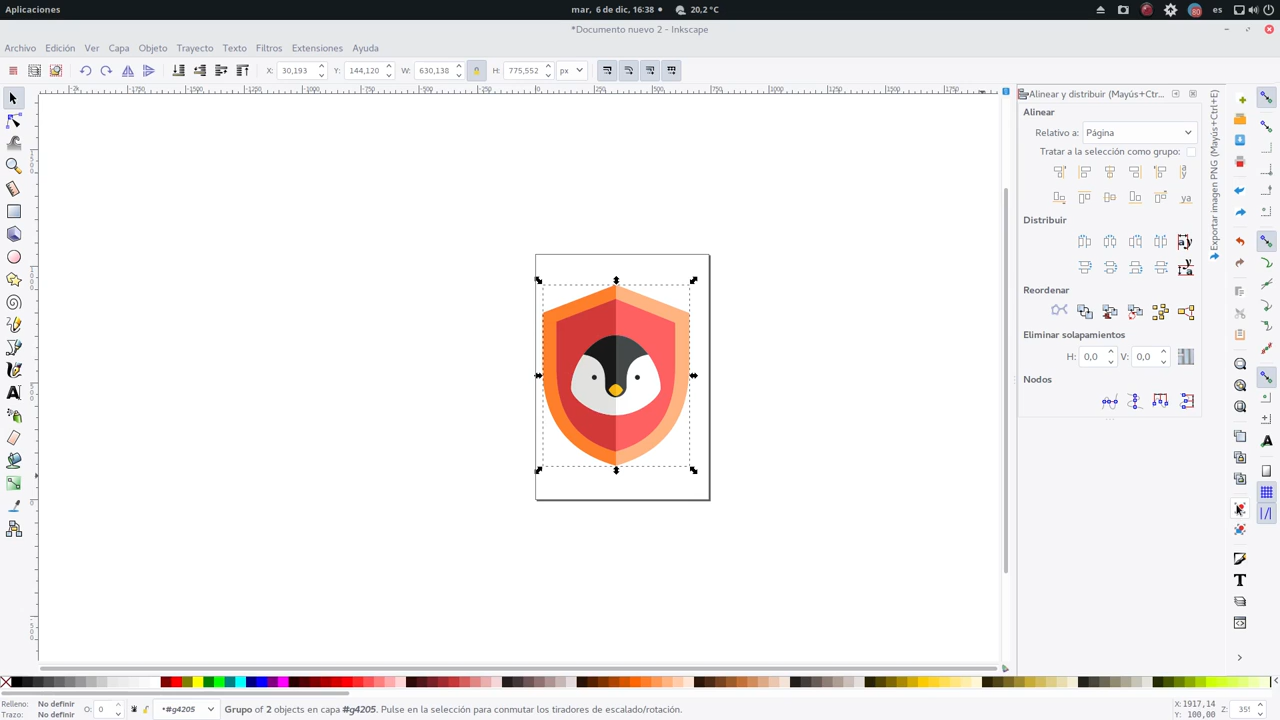 Aplicaciones
mar, 6 de dic, 16:38
20,2 °C
80
es
*Documento nuevo 2 - Inkscape
Archivo Edición Ver Capa Objeto Trayecto Texto Filtros Extensiones Ayuda
X: 30,193 Y: 144,120 W: 630,138 H: 775,552 px
Alinear y distribuir (Mayús+Ctr...
Exportar imagen PNG (Mayús+Ctrl+E)
Alinear
Relativo a: Página
Tratar a la selección como grupo:
Distribuir
Reordenar
Eliminar solapamientos
H: 0,0 V: 0,0
Nodos
Relleno: No definir
Trazo: No definir
O: 0
•#g4205
Grupo of 2 objects en capa #g4205. Pulse en la selección para conmutar los tiradores de escalado/rotación.
X:1917,14
Y: 100,00
Z: